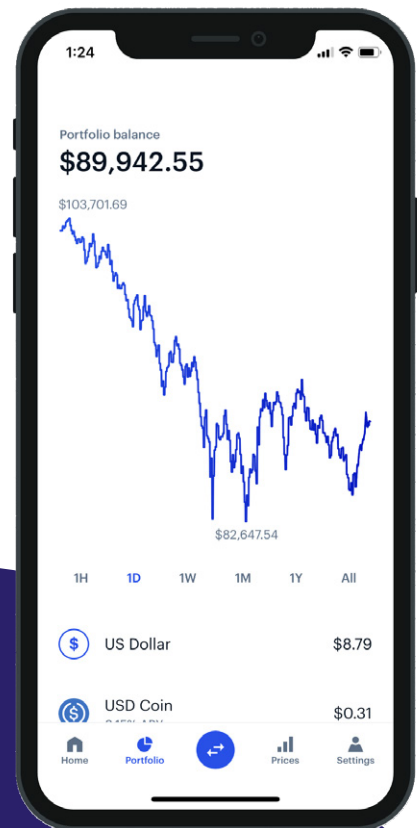 1:24
Portfolio balance
$89,942.55
$103,701.69
$82,647.54
1H 1D 1W 1M 1Y All
$ US Dollar $8.79
$ USD Coin $0.31
Home Portfolio Prices Settings